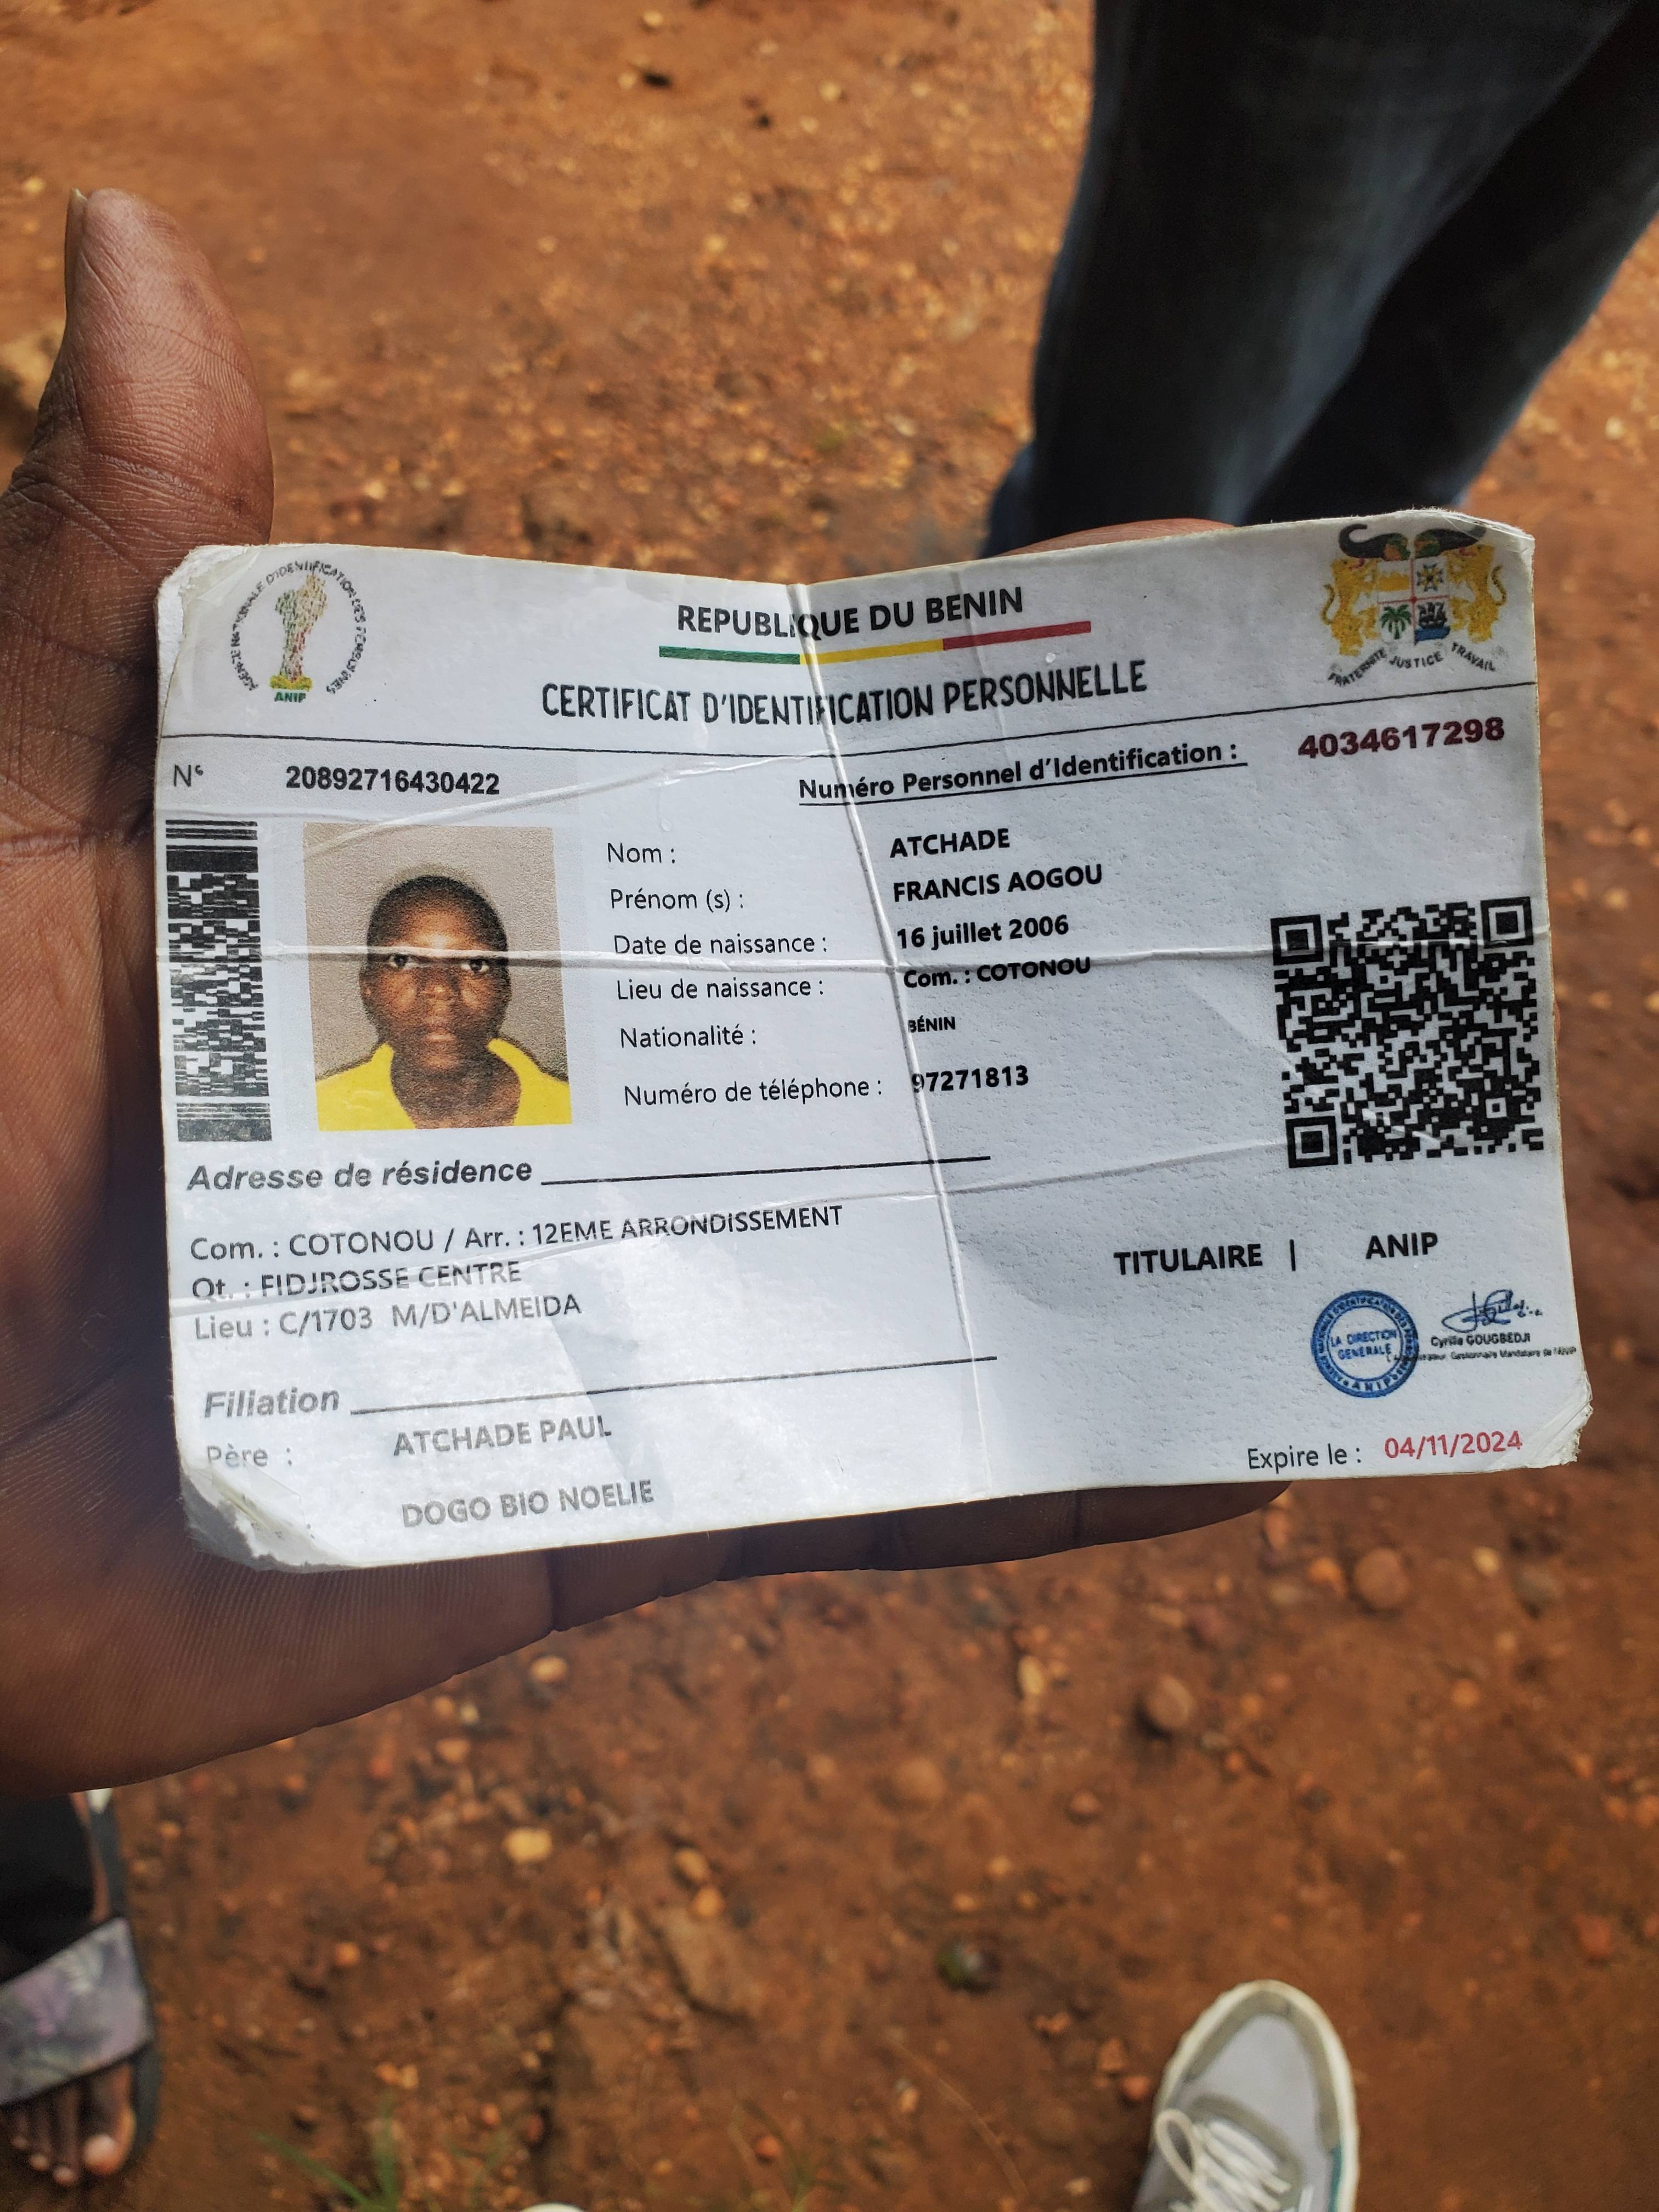 AGENCE NATIONALE D'IDENTIFICATION DES PERSONNES
ANIP
REPUBLIQUE DU BENIN
FRATERNITE JUSTICE TRAVAIL
CERTIFICAT D'IDENTIFICATION PERSONNELLE
N° 20892716430422
Numéro Personnel d'Identification : 4034617298
Nom : ATCHADE
Prénom (s) : FRANCIS AOGOU
Date de naissance : 16 juillet 2006
Lieu de naissance : Com. : COTONOU
Nationalité : BÉNIN
Numéro de téléphone : 97271813
Adresse de résidence
Com. : COTONOU / Arr. : 12EME ARRONDISSEMENT
Qt. : FIDJROSSE CENTRE
Lieu : C/1703 M/D'ALMEIDA
TITULAIRE | ANIP
LA DIRECTION
GENERALE
ANIP
Cyrille GOUGBEDJI
Gestionnaire Mandataire de l'ANIP
Filiation
Père : ATCHADE PAUL
DOGO BIO NOELIE
Expire le : 04/11/2024